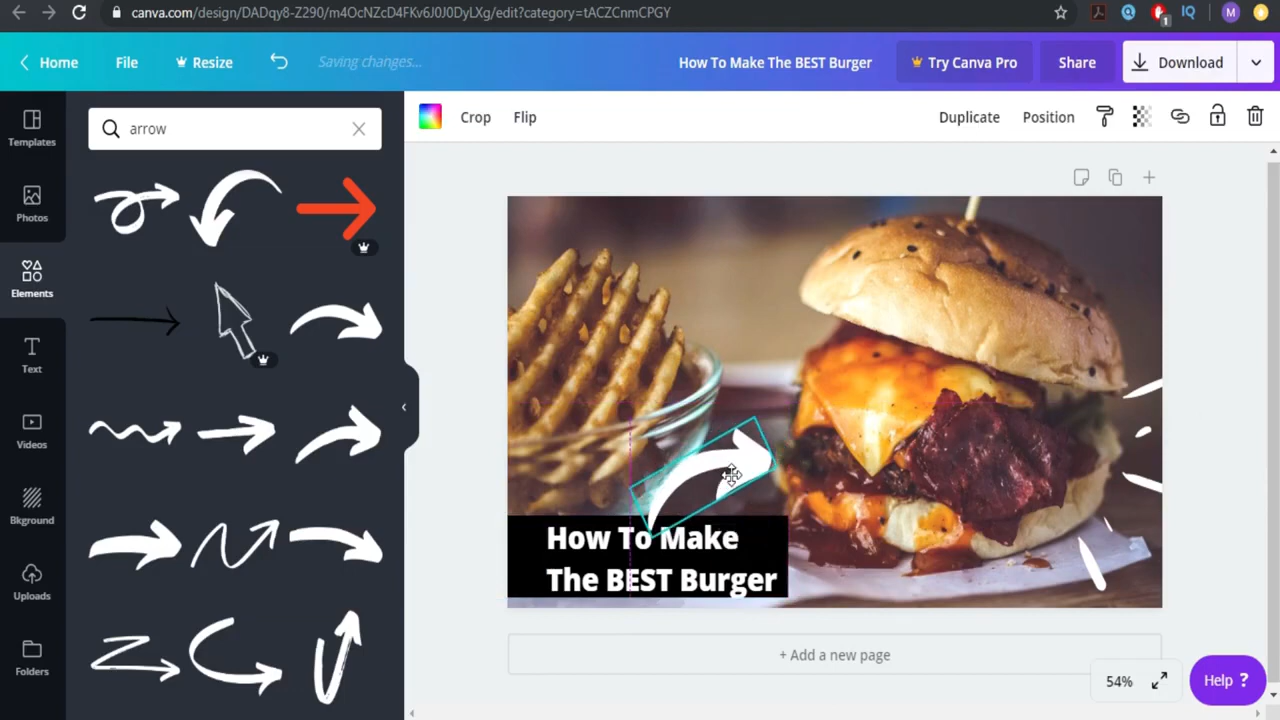 canva.com/design/DADqy8-Z290/m4OcNZcD4FKv6J0J0DyLXg/edit?category=tACZCnmCPGY
1
IQ
M
Home
File
Resize
Saving changes...
How To Make The BEST Burger
Try Canva Pro
Share
Download
Templates
Photos
Elements
Text
Videos
Bkground
Uploads
Folders
arrow
Crop
Flip
Duplicate
Position
How To Make
The BEST Burger
+ Add a new page
54%
Help ?